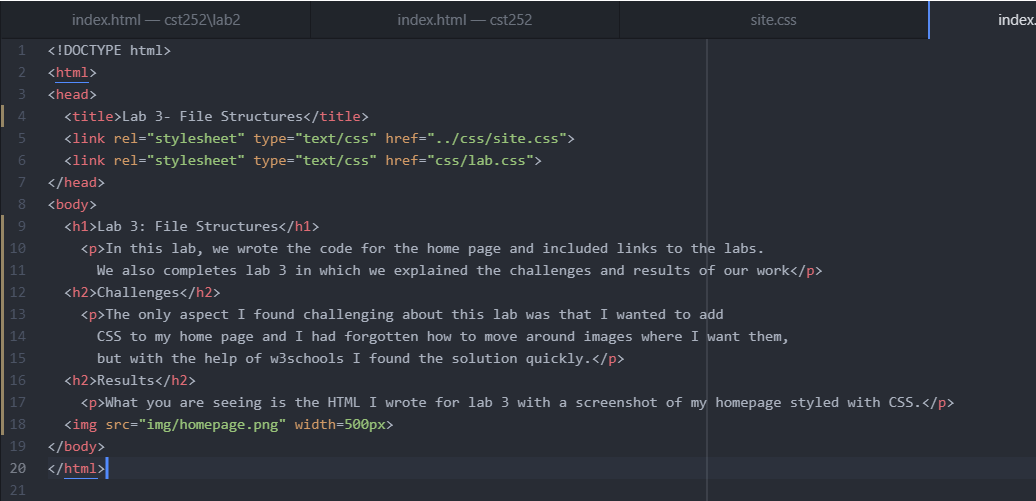 index.html — cst252\lab2 index.html — cst252 site.css index.
1 <!DOCTYPE html>
2 <html>
3 <head>
4 <title>Lab 3- File Structures</title>
5 <link rel="stylesheet" type="text/css" href="../css/site.css">
6 <link rel="stylesheet" type="text/css" href="css/lab.css">
7 </head>
8 <body>
9 <h1>Lab 3: File Structures</h1>
10 <p>In this lab, we wrote the code for the home page and included links to the labs.
11 We also completes lab 3 in which we explained the challenges and results of our work</p>
12 <h2>Challenges</h2>
13 <p>The only aspect I found challenging about this lab was that I wanted to add
14 CSS to my home page and I had forgotten how to move around images where I want them,
15 but with the help of w3schools I found the solution quickly.</p>
16 <h2>Results</h2>
17 <p>What you are seeing is the HTML I wrote for lab 3 with a screenshot of my homepage styled with CSS.</p>
18 <img src="img/homepage.png" width=500px>
19 </body>
20 </html>
21